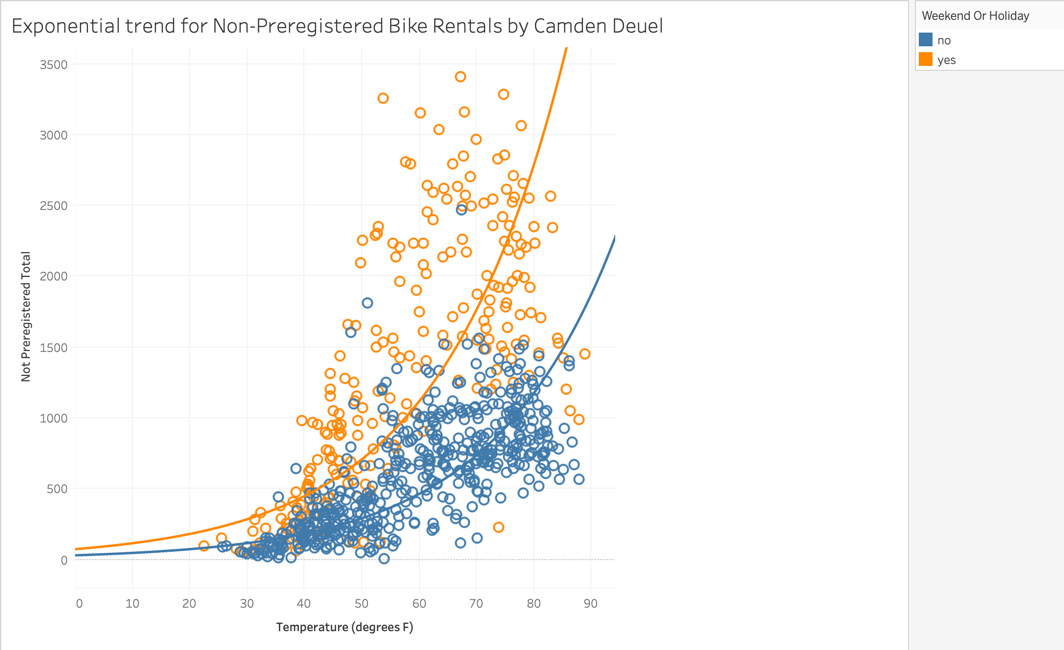 Exponential trend for Non-Preregistered Bike Rentals by Camden Deuel
Weekend Or Holiday
no
yes
3500
3000
2500
2000
1500
1000
500
0
Not Preregistered Total
0 10 20 30 40 50 60 70 80 90
Temperature (degrees F)